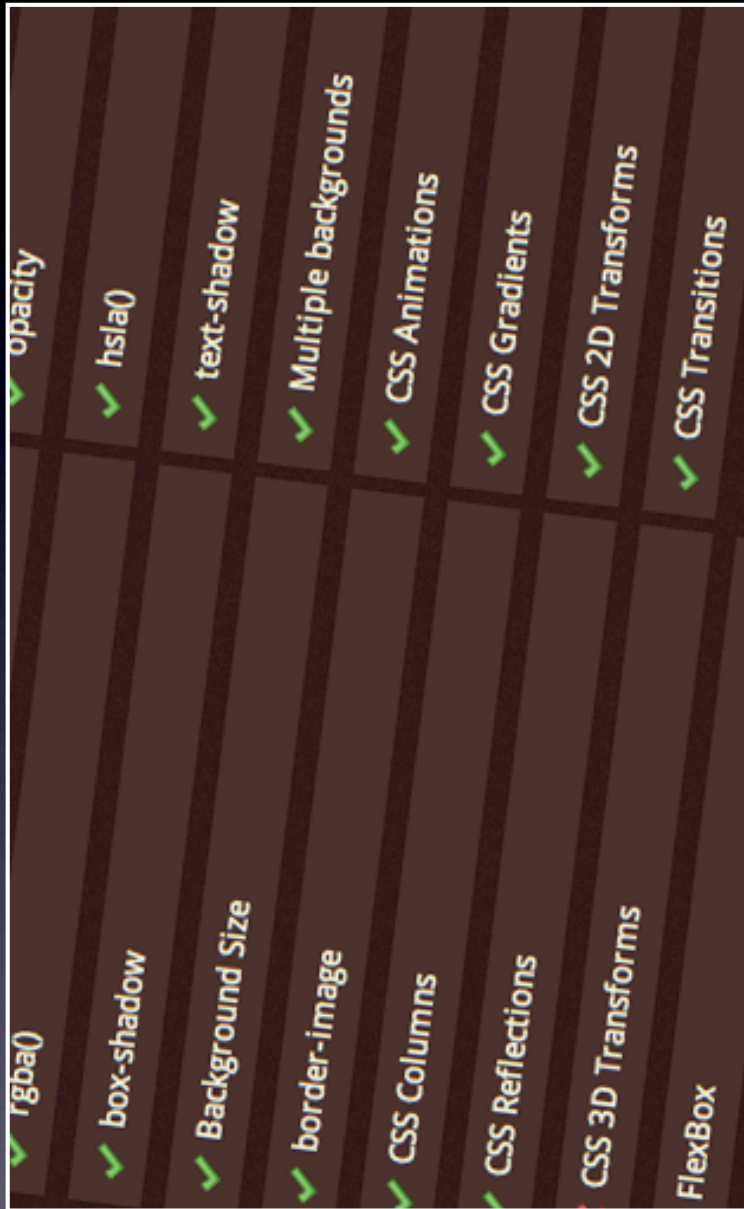 rgba()
opacity
box-shadow
hsla()
Background Size
text-shadow
border-image
Multiple backgrounds
CSS Columns
CSS Animations
CSS Reflections
CSS Gradients
CSS 3D Transforms
CSS 2D Transforms
FlexBox
CSS Transitions